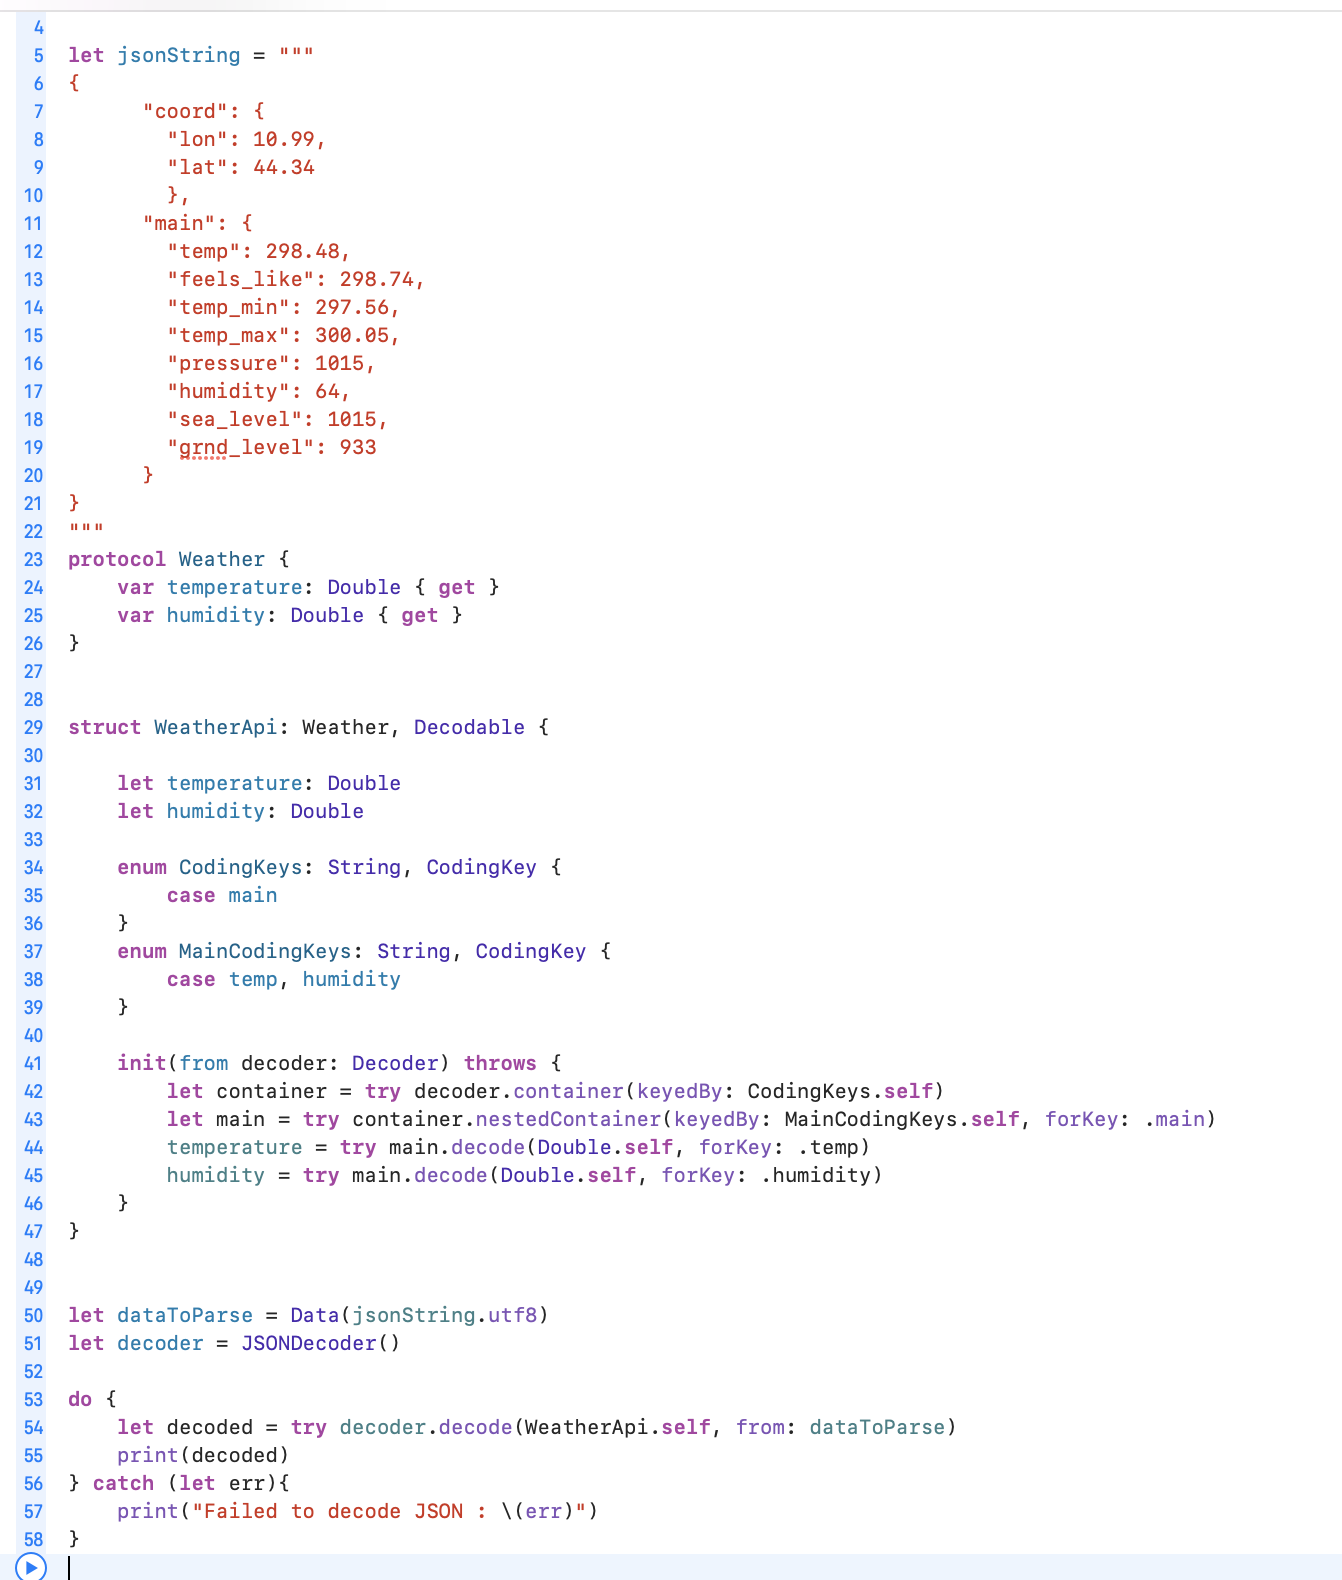 4
5 let jsonString = """
6 {
7       "coord": {
8         "lon": 10.99,
9         "lat": 44.34
10         },
11       "main": {
12         "temp": 298.48,
13         "feels_like": 298.74,
14         "temp_min": 297.56,
15         "temp_max": 300.05,
16         "pressure": 1015,
17         "humidity": 64,
18         "sea_level": 1015,
19         "grnd_level": 933
20       }
21 }
22 """
23 protocol Weather {
24     var temperature: Double { get }
25     var humidity: Double { get }
26 }
27
28
29 struct WeatherApi: Weather, Decodable {
30
31     let temperature: Double
32     let humidity: Double
33
34     enum CodingKeys: String, CodingKey {
35         case main
36     }
37     enum MainCodingKeys: String, CodingKey {
38         case temp, humidity
39     }
40
41     init(from decoder: Decoder) throws {
42         let container = try decoder.container(keyedBy: CodingKeys.self)
43         let main = try container.nestedContainer(keyedBy: MainCodingKeys.self, forKey: .main)
44         temperature = try main.decode(Double.self, forKey: .temp)
45         humidity = try main.decode(Double.self, forKey: .humidity)
46     }
47 }
48
49
50 let dataToParse = Data(jsonString.utf8)
51 let decoder = JSONDecoder()
52
53 do {
54     let decoded = try decoder.decode(WeatherApi.self, from: dataToParse)
55     print(decoded)
56 } catch (let err){
57     print("Failed to decode JSON : \(err)")
58 }